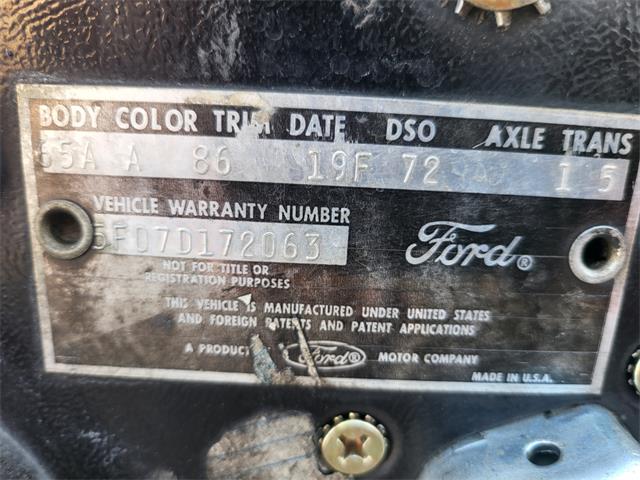 BODY COLOR TRIM DATE DSO AXLE TRANS
65A A 86 19F 72 1 5
VEHICLE WARRANTY NUMBER
5F07D172063
Ford®
NOT FOR TITLE OR
REGISTRATION PURPOSES
THIS VEHICLE IS MANUFACTURED UNDER UNITED STATES
AND FOREIGN PATENTS AND PATENT APPLICATIONS
A PRODUCT Ford® MOTOR COMPANY
MADE IN U.S.A.